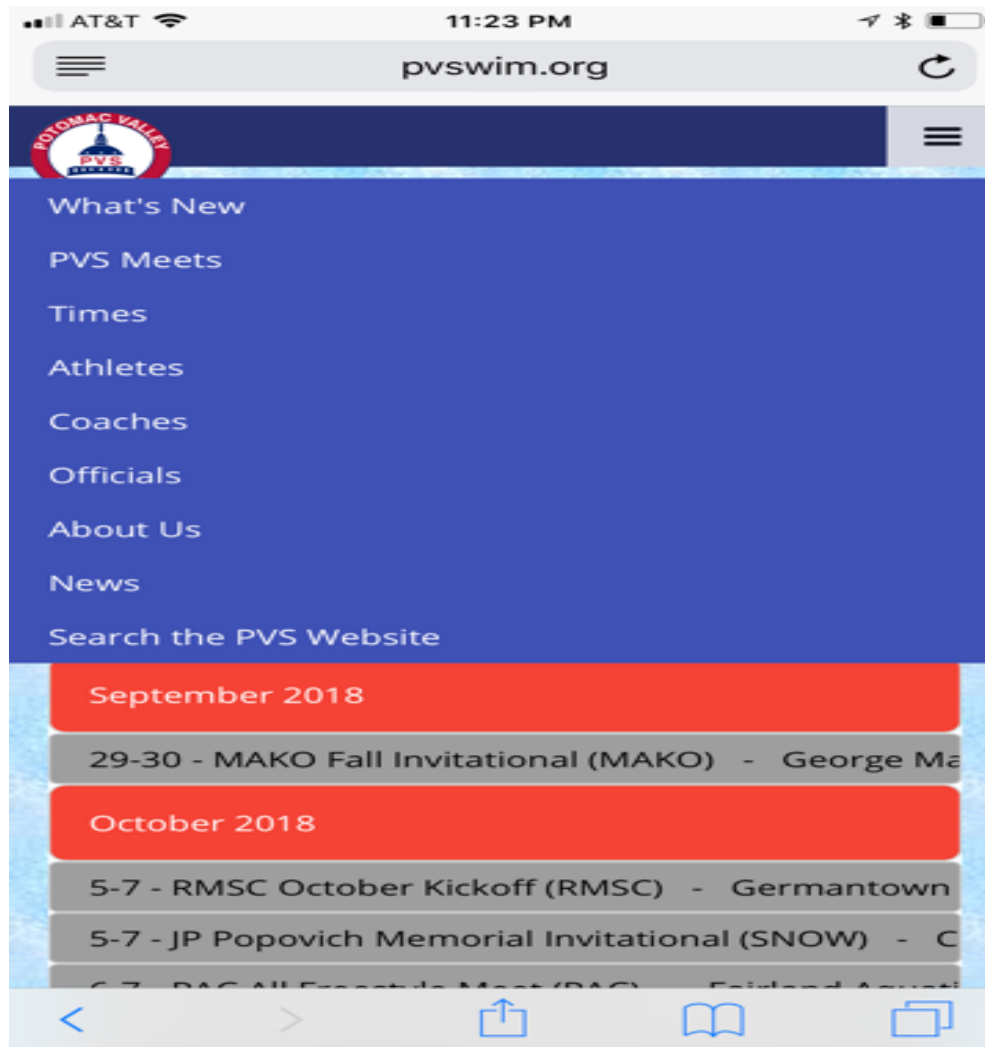 AT&T 11:23 PM
pvswim.org
POTOMAC VALLEY
PVS
What's New
PVS Meets
Times
Athletes
Coaches
Officials
About Us
News
Search the PVS Website
September 2018
29-30 - MAKO Fall Invitational (MAKO) - George Ma
October 2018
5-7 - RMSC October Kickoff (RMSC) - Germantown
5-7 - JP Popovich Memorial Invitational (SNOW) - C